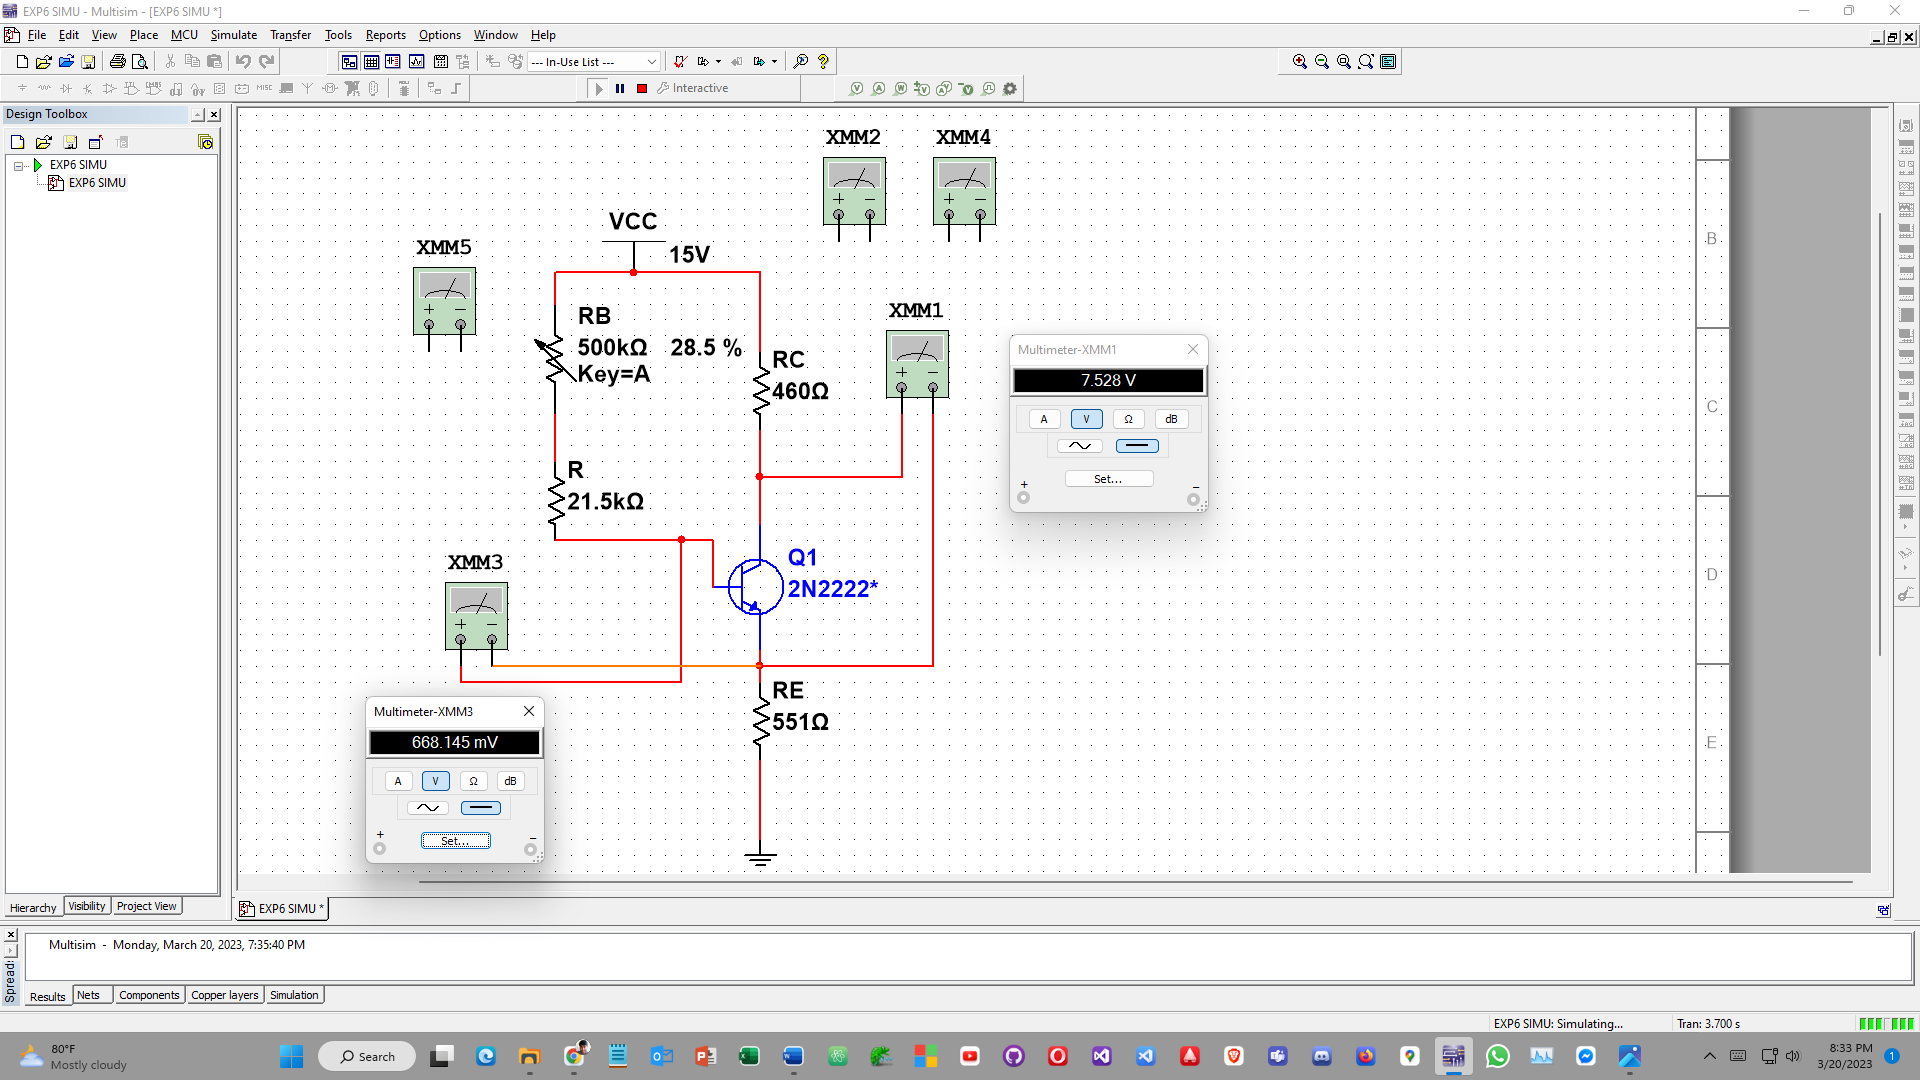 EXP6 SIMU - Multisim - [EXP6 SIMU *]
File Edit View Place MCU Simulate Transfer Tools Reports Options Window Help
--- In-Use List ---
Interactive
Design Toolbox
EXP6 SIMU
EXP6 SIMU
XMM2
XMM4
VCC
15V
XMM5
RB
500kΩ 28.5 %
Key=A
RC
460Ω
XMM1
Multimeter-XMM1
7.528 V
A V Ω dB
Set...
+ −
R
21.5kΩ
XMM3
Q1
2N2222*
RE
551Ω
Multimeter-XMM3
668.145 mV
A V Ω dB
Set...
+ −
B
C
D
E
Hierarchy Visibility Project View
EXP6 SIMU *
Multisim - Monday, March 20, 2023, 7:35:40 PM
Results Nets Components Copper layers Simulation
EXP6 SIMU: Simulating... Tran: 3.700 s
80°F
Mostly cloudy
Search
8:33 PM
3/20/2023
1